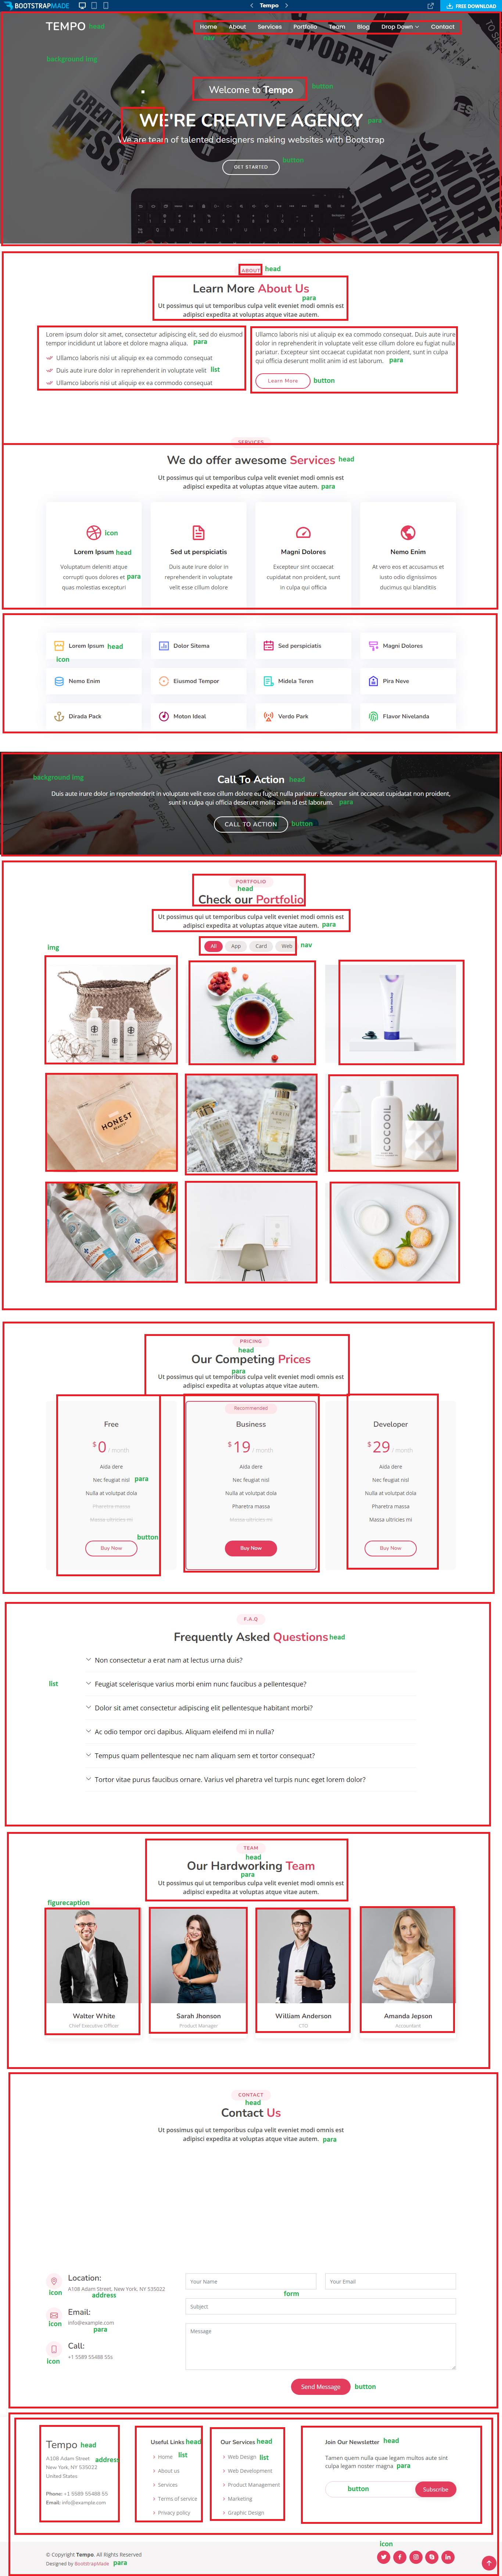 BOOTSTRAPMADE
Tempo
FREE DOWNLOAD
TEMPO head
Home About Services Portfolio Team Blog Drop Down Contact
nav
background img
Welcome to Tempo button
WE'RE CREATIVE AGENCY para
We are team of talented designers making websites with Bootstrap
GET STARTED button
ABOUT head
Learn More About Us
para
Ut possimus qui ut temporibus culpa velit eveniet modi omnis est
adipisci expedita at voluptas atque vitae autem.
Lorem ipsum dolor sit amet, consectetur adipiscing elit, sed do eiusmod
tempor incididunt ut labore et dolore magna aliqua. para
Ullamco laboris nisi ut aliquip ex ea commodo consequat
Duis aute irure dolor in reprehenderit in voluptate velit list
Ullamco laboris nisi ut aliquip ex ea commodo consequat
Ullamco laboris nisi ut aliquip ex ea commodo consequat. Duis aute irure
dolor in reprehenderit in voluptate velit esse cillum dolore eu fugiat nulla
pariatur. Excepteur sint occaecat cupidatat non proident, sunt in culpa
qui officia deserunt mollit anim id est laborum. para
Learn More button
SERVICES
We do offer awesome Services head
Ut possimus qui ut temporibus culpa velit eveniet modi omnis est
adipisci expedita at voluptas atque vitae autem. para
icon
Lorem Ipsum head
Voluptatum deleniti atque
corrupti quos dolores et para
quas molestias excepturi
Sed ut perspiciatis
Duis aute irure dolor in
reprehenderit in voluptate
velit esse cillum dolore
Magni Dolores
Excepteur sint occaecat
cupidatat non proident, sunt
in culpa qui officia
Nemo Enim
At vero eos et accusamus et
iusto odio dignissimos
ducimus qui blanditiis
Lorem Ipsum head
icon
Dolor Sitema
Sed perspiciatis
Magni Dolores
Nemo Enim
Eiusmod Tempor
Midela Teren
Pira Neve
Dirada Pack
Moton Ideal
Verdo Park
Flavor Nivelanda
background img
Call To Action head
Duis aute irure dolor in reprehenderit in voluptate velit esse cillum dolore eu fugiat nulla pariatur. Excepteur sint occaecat cupidatat non proident,
sunt in culpa qui officia deserunt mollit anim id est laborum. para
CALL TO ACTION button
PORTFOLIO
head
Check our Portfolio
Ut possimus qui ut temporibus culpa velit eveniet modi omnis est
adipisci expedita at voluptas atque vitae autem. para
All App Card Web nav
img
HONEST
COCOOIL
PRICING
head
Our Competing Prices
para
Ut possimus qui ut temporibus culpa velit eveniet modi omnis est
adipisci expedita at voluptas atque vitae autem.
Free
$0 / month
Aida dere
Nec feugiat nisl para
Nulla at volutpat dola
Pharetra massa
Massa ultricies mi
button
Buy Now
Recommended
Business
$19 / month
Aida dere
Nec feugiat nisl
Nulla at volutpat dola
Pharetra massa
Massa ultricies mi
Buy Now
Developer
$29 / month
Aida dere
Nec feugiat nisl
Nulla at volutpat dola
Pharetra massa
Massa ultricies mi
Buy Now
F.A.Q
Frequently Asked Questions head
Non consectetur a erat nam at lectus urna duis?
list
Feugiat scelerisque varius morbi enim nunc faucibus a pellentesque?
Dolor sit amet consectetur adipiscing elit pellentesque habitant morbi?
Ac odio tempor orci dapibus. Aliquam eleifend mi in nulla?
Tempus quam pellentesque nec nam aliquam sem et tortor consequat?
Tortor vitae purus faucibus ornare. Varius vel pharetra vel turpis nunc eget lorem dolor?
TEAM
head
Our Hardworking Team
para
Ut possimus qui ut temporibus culpa velit eveniet modi omnis est
adipisci expedita at voluptas atque vitae autem.
figurecaption
Walter White
Chief Executive Officer
Sarah Jhonson
Product Manager
William Anderson
CTO
Amanda Jepson
Accountant
CONTACT
head
Contact Us
Ut possimus qui ut temporibus culpa velit eveniet modi omnis est
adipisci expedita at voluptas atque vitae autem. para
Location:
A108 Adam Street, New York, NY 535022
icon address
Email:
info@example.com
icon para
Call:
+1 5589 55488 55s
icon
Your Name
Your Email
form
Subject
Message
Send Message button
Tempo head
A108 Adam Street address
New York, NY 535022
United States
Phone: +1 5589 55488 55
Email: info@example.com
Useful Links head
Home list
About us
Services
Terms of service
Privacy policy
Our Services head
Web Design list
Web Development
Product Management
Marketing
Graphic Design
Join Our Newsletter head
Tamen quem nulla quae legam multos aute sint
culpa legam noster magna para
button Subscribe
icon
© Copyright Tempo. All Rights Reserved
Designed by BootstrapMade para